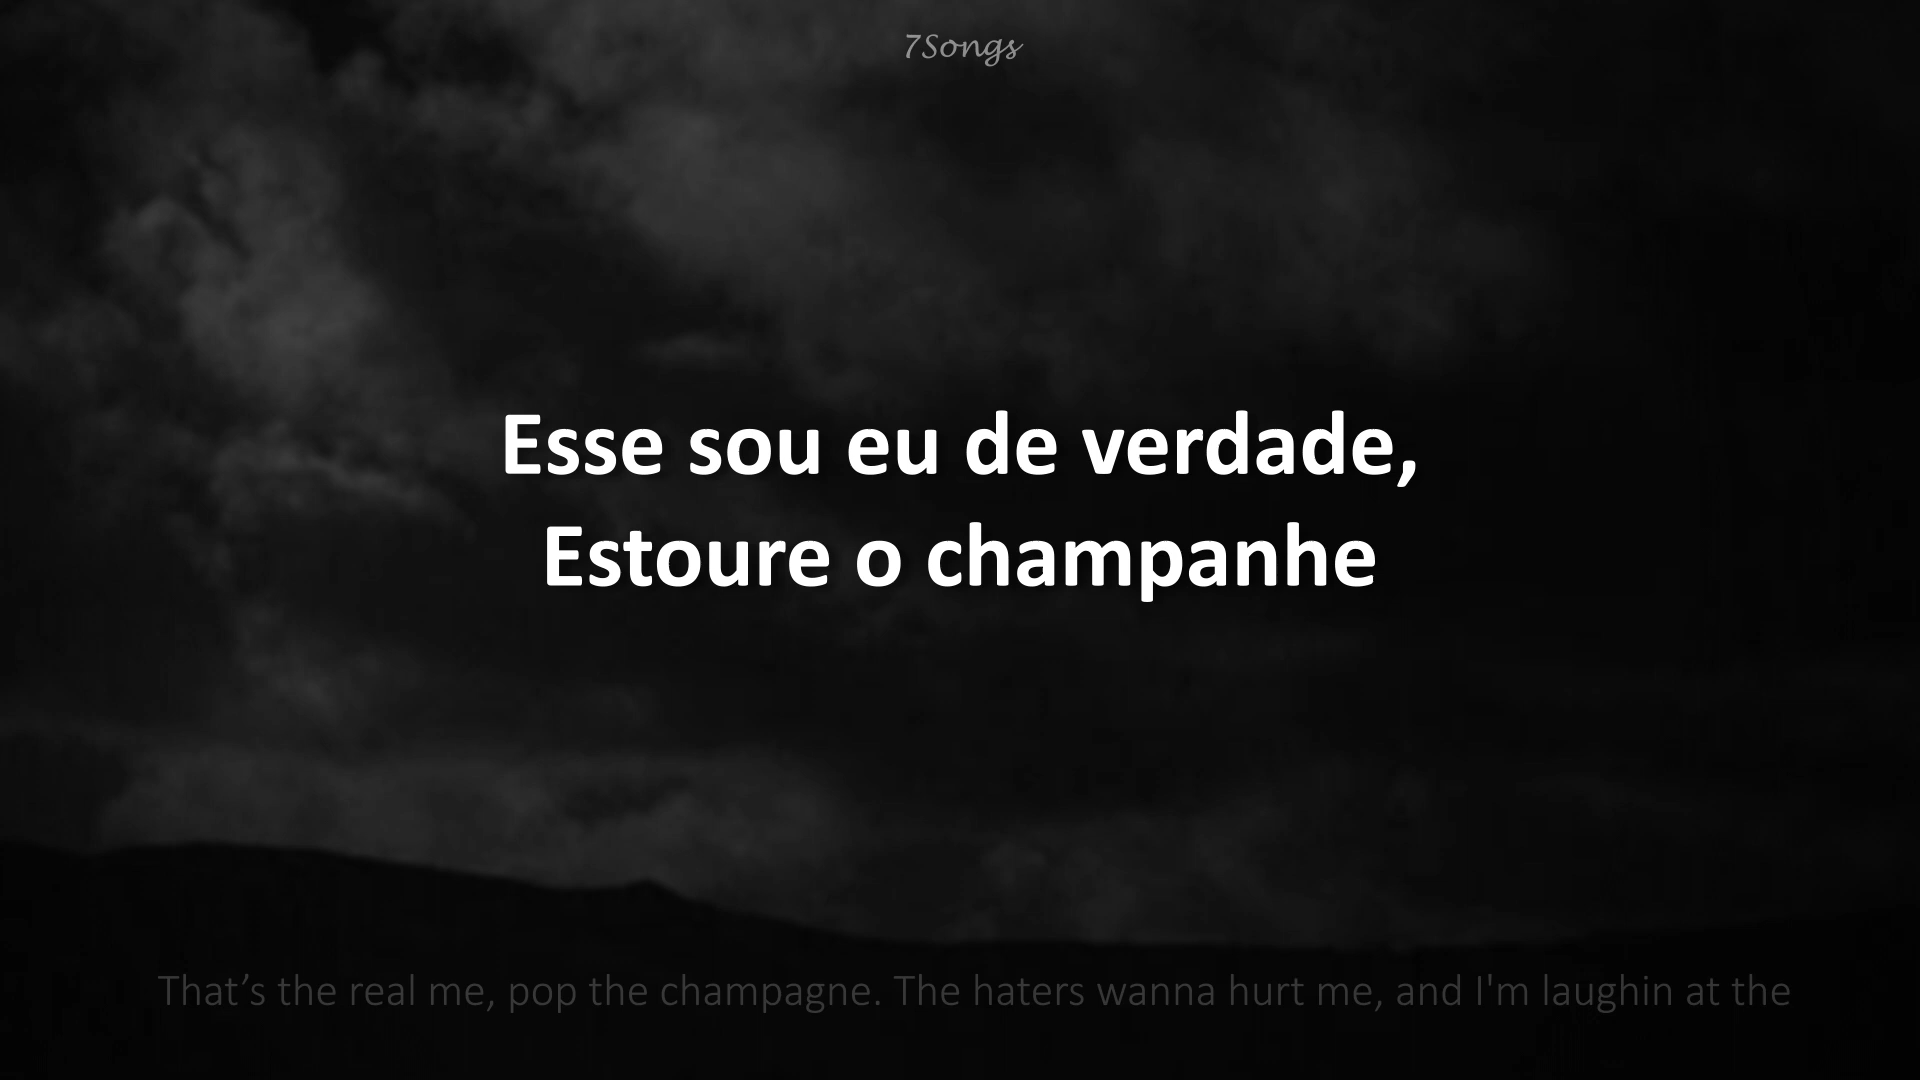 7Songs
Esse sou eu de verdade,
Estoure o champanhe
That’s the real me, pop the champagne. The haters wanna hurt me, and I'm laughin at the